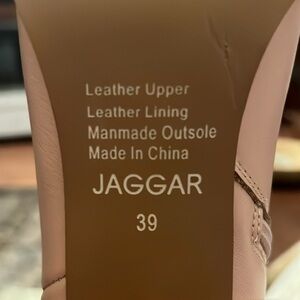 Leather Upper
Leather Lining
Manmade Outsole
Made In China
JAGGAR
39